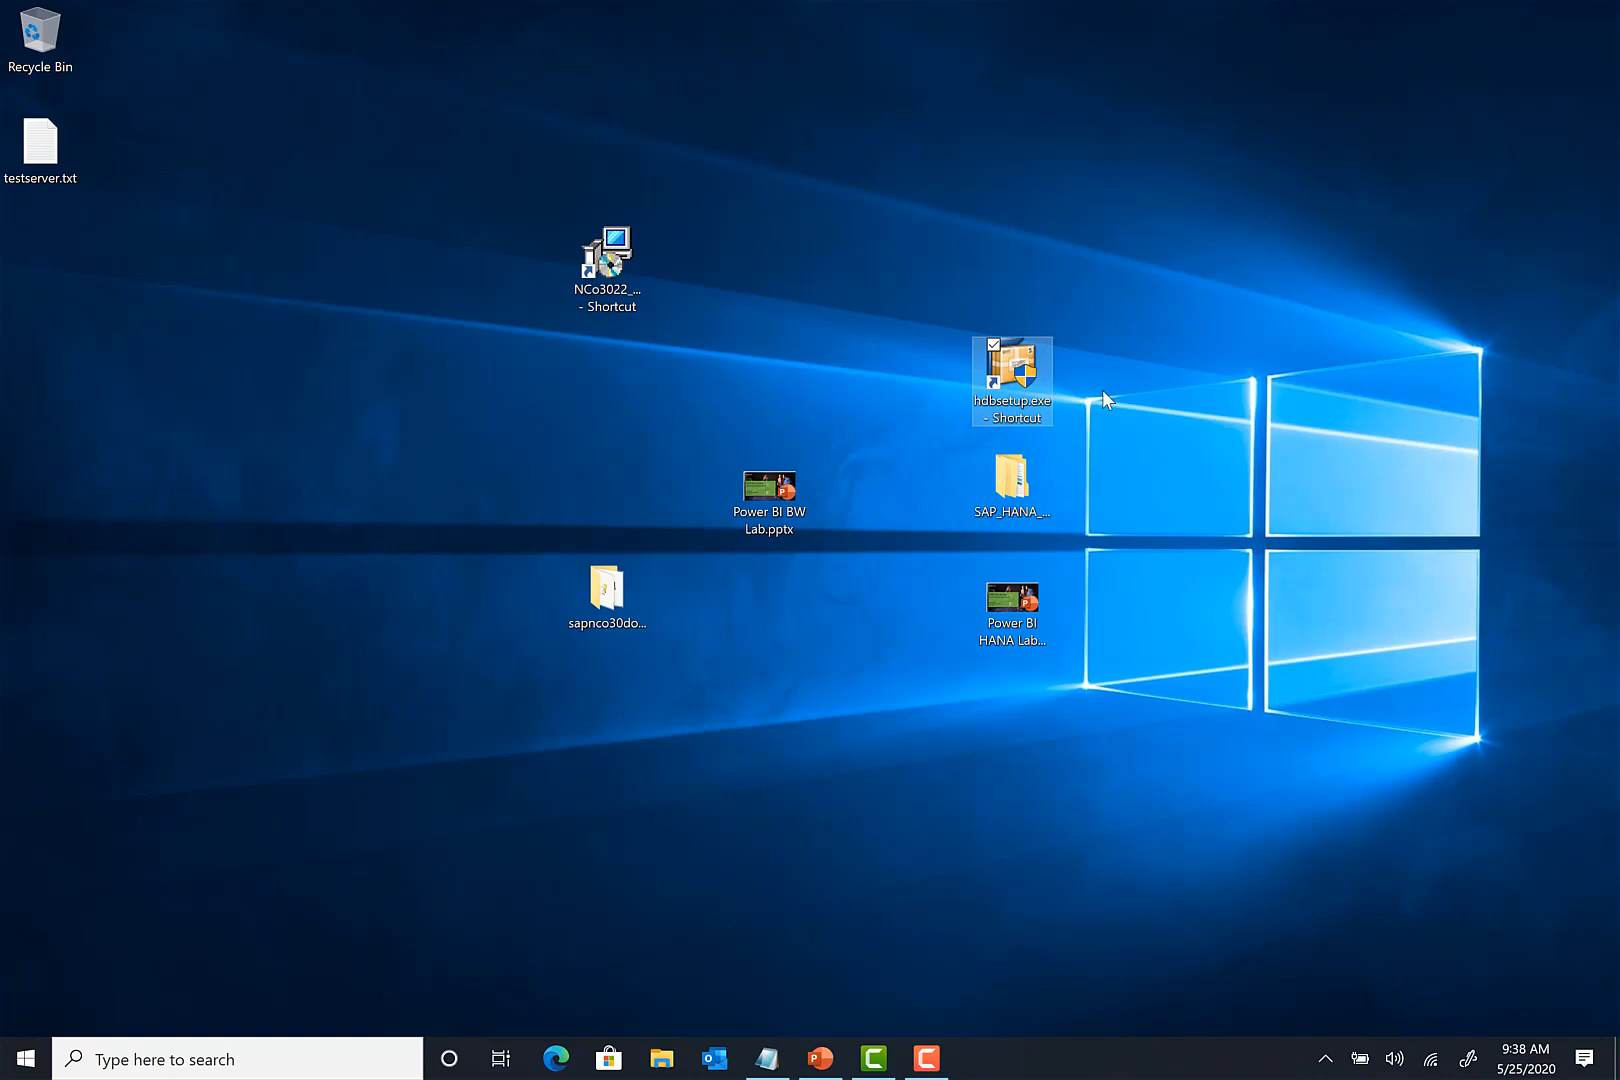 Recycle Bin
testserver.txt
NCo3022_...
- Shortcut
hdbsetup.exe
- Shortcut
Power BI BW
Lab.pptx
SAP_HANA_...
sapnco30do...
Power BI
HANA Lab...
Type here to search
9:38 AM
5/25/2020